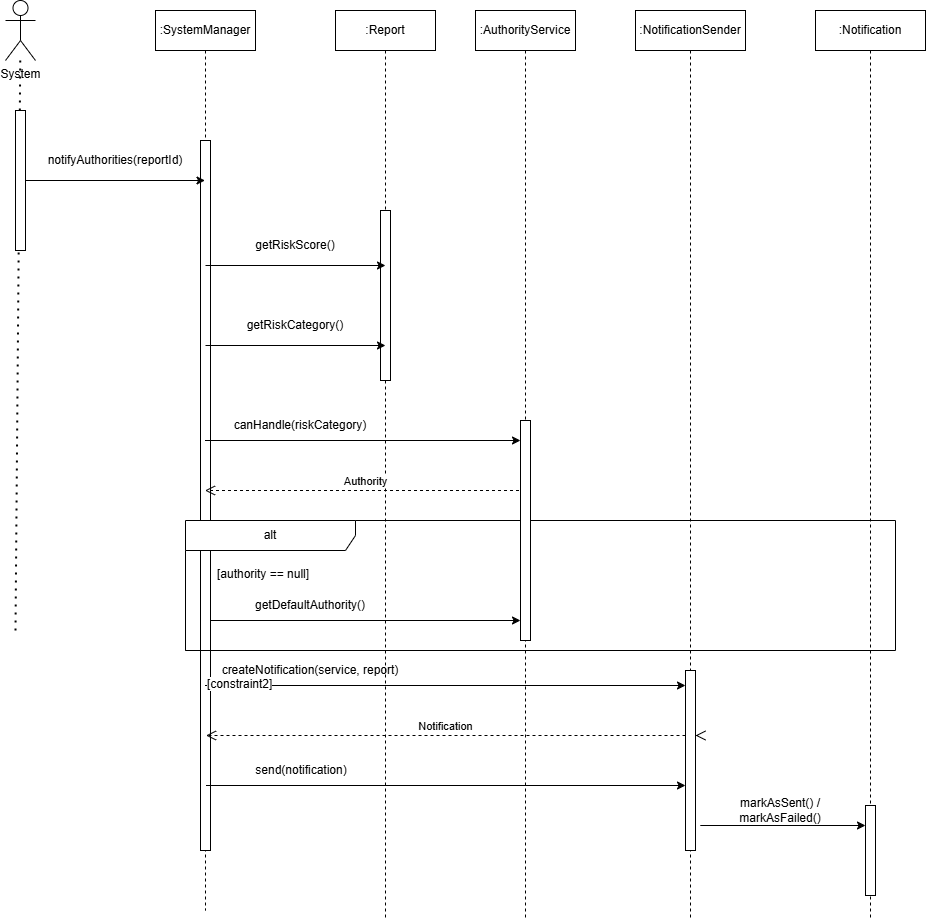 :SystemManager
:Report
:AuthorityService
:NotificationSender
:Notification
System
notifyAuthorities(reportId)
getRiskScore()
getRiskCategory()
canHandle(riskCategory)
Authority
alt
[authority == null]
getDefaultAuthority()
createNotification(service, report)
[constraint2]
Notification
send(notification)
markAsSent() /
markAsFailed()